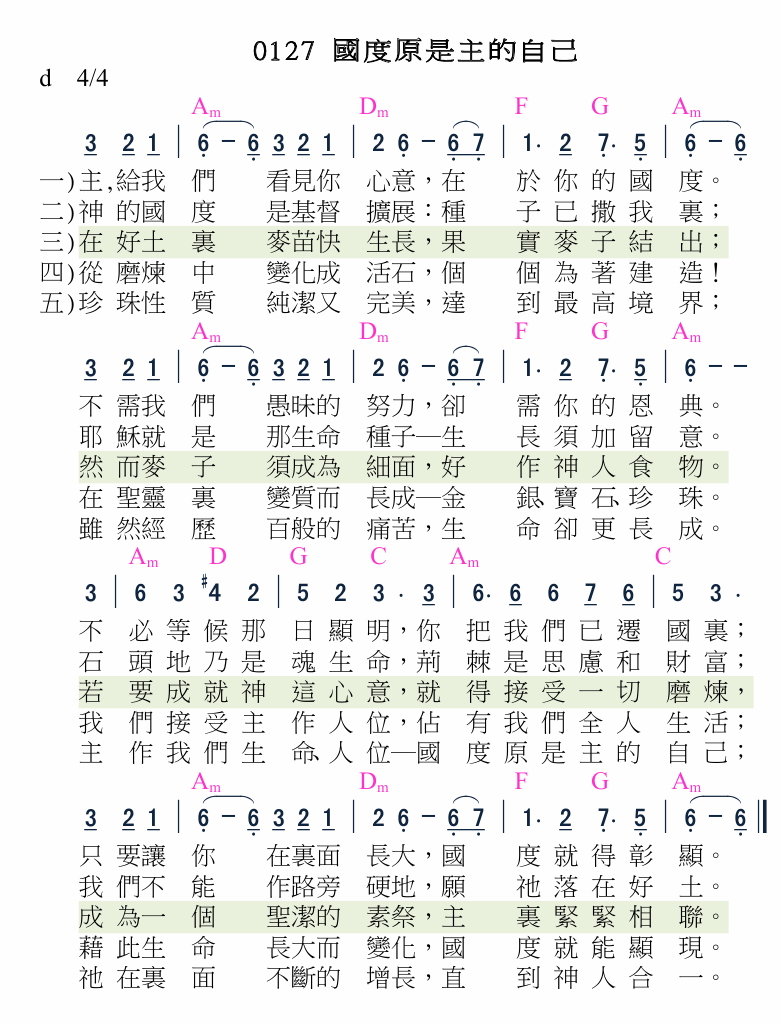 0127 國度原是主的自己
d 4/4
Am Dm F G Am
3 2 1 | 6 - 6 3 2 1 | 2 6 - 6 7 | 1· 2 7· 5 | 6 - 6
一)主,給我們 看見你心意，在於你的國度。
二)神的國度 是基督擴展：種子已撒我裏；
三)在好土裏 麥苗快生長，果實麥子結出；
四)從磨煉中 變化成活石，個個為著建造！
五)珍珠性質 純潔又完美，達到最高境界；
Am Dm F G Am
3 2 1 | 6 - 6 3 2 1 | 2 6 - 6 7 | 1· 2 7· 5 | 6 - -
不需我們 愚昧的努力，卻需你的恩典。
耶穌就是 那生命種子—生長須加留意。
然而麥子 須成為細面，好作神人食物。
在聖靈裏 變質而長成—金銀、寶石、珍珠。
雖然經歷 百般的痛苦，生命卻更長成。
Am D G C Am C
3 | 6 3 #4 2 | 5 2 3 · 3 | 6· 6 6 7 6 | 5 3 ·
不必等候那日顯明，你把我們已遷國裏；
石頭地乃是魂生命，荊棘是思慮和財富；
若要成就神這心意，就得接受一切磨煉，
我們接受主作人位，佔有我們全人生活；
主作我們生命、人位—國度原是主的自己；
Am Dm F G Am
3 2 1 | 6 - 6 3 2 1 | 2 6 - 6 7 | 1· 2 7· 5 | 6 - 6 ‖
只要讓你 在裏面長大，國度就得彰顯。
我們不能 作路旁硬地，願祂落在好土。
成為一個 聖潔的素祭，主裏緊緊相聯。
藉此生命 長大而變化，國度就能顯現。
祂在裏面 不斷的增長，直到神人合一。